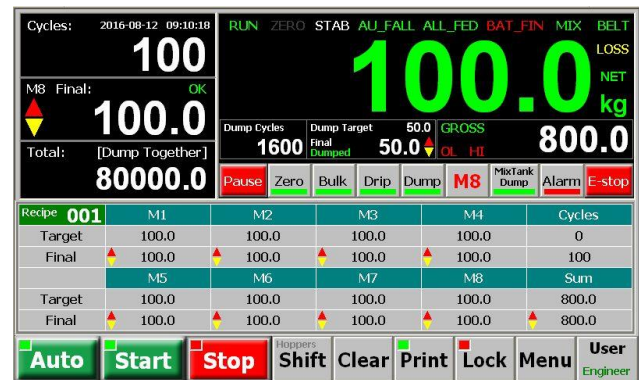 Cycles: 2016-08-12 09:10:18
100
M8 Final: OK
100.0
Total: [Dump Together]
80000.0
RUN ZERO STAB AU_FALL ALL_FED BAT_FIN MIX BELT
LOSS
100.0
NET
kg
Dump Cycles
1600
Dump Target 50.0
Final
Dumped 50.0
GROSS
OL HI
800.0
Pause Zero Bulk Drip Dump M8 MixTank Dump Alarm E-stop
Recipe 001 M1 M2 M3 M4 Cycles
Target 100.0 100.0 100.0 100.0 0
Final 100.0 100.0 100.0 100.0 100
M5 M6 M7 M8 Sum
Target 100.0 100.0 100.0 100.0 800.0
Final 100.0 100.0 100.0 100.0 800.0
Auto Start Stop Hoppers Shift Clear Print Lock Menu User
Engineer